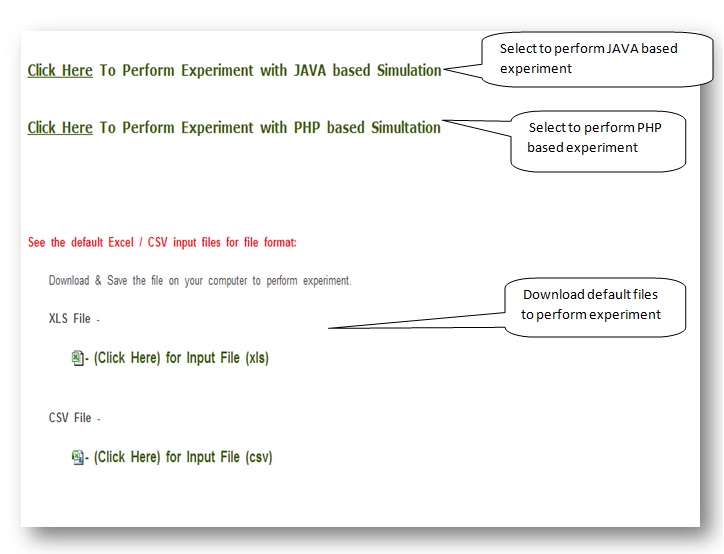 Click Here To Perform Experiment with JAVA based Simulation
Select to perform JAVA based
experiment
Click Here To Perform Experiment with PHP based Simultation
Select to perform PHP
based experiment
See the default Excel / CSV input files for file format:
Download & Save the file on your computer to perform experiment.
Download default files
to perform experiment
XLS File -
- (Click Here) for Input File (xls)
CSV File -
- (Click Here) for Input File (csv)